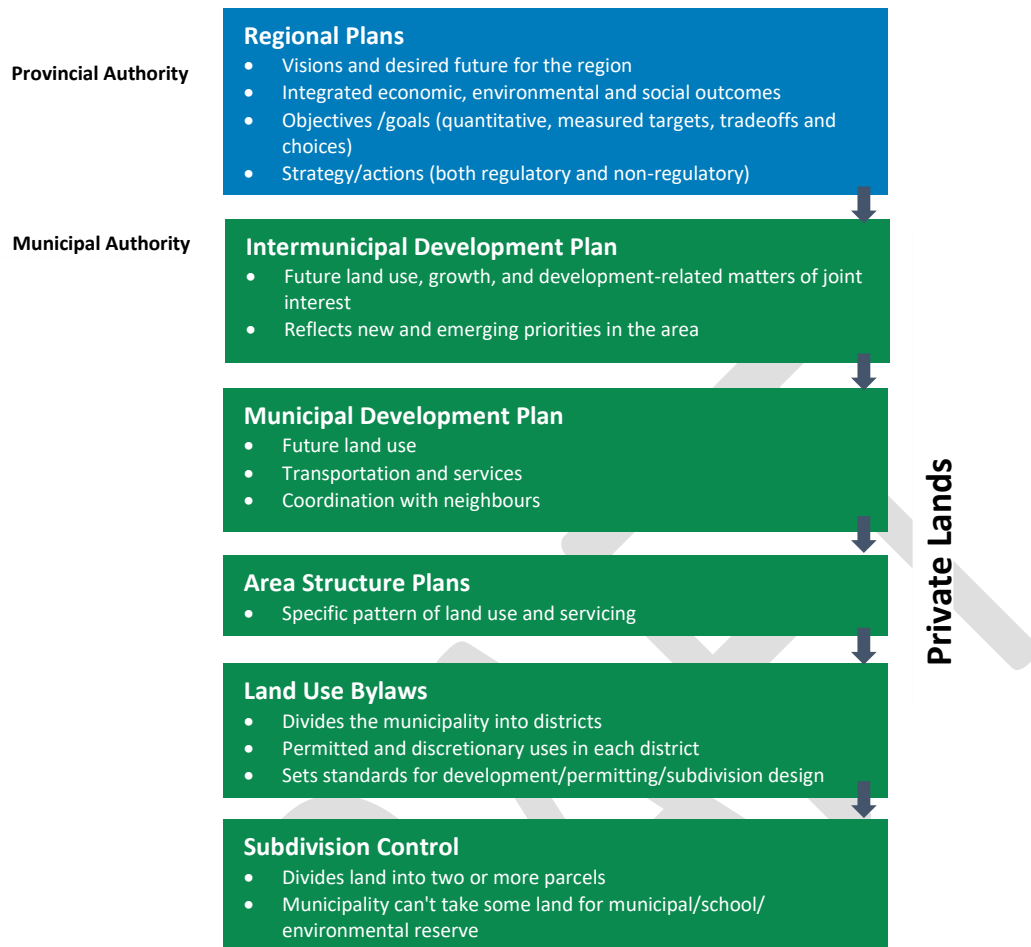 Regional Plans
Provincial Authority
• Visions and desired future for the region
• Integrated economic, environmental and social outcomes
• Objectives /goals (quantitative, measured targets, tradeoffs and
choices)
• Strategy/actions (both regulatory and non-regulatory)
Municipal Authority
Intermunicipal Development Plan
• Future land use, growth, and development-related matters of joint
interest
• Reflects new and emerging priorities in the area
Municipal Development Plan
• Future land use
• Transportation and services
• Coordination with neighbours
Area Structure Plans
• Specific pattern of land use and servicing
Land Use Bylaws
• Divides the municipality into districts
• Permitted and discretionary uses in each district
• Sets standards for development/permitting/subdivision design
Subdivision Control
• Divides land into two or more parcels
• Municipality can't take some land for municipal/school/
environmental reserve
Private Lands